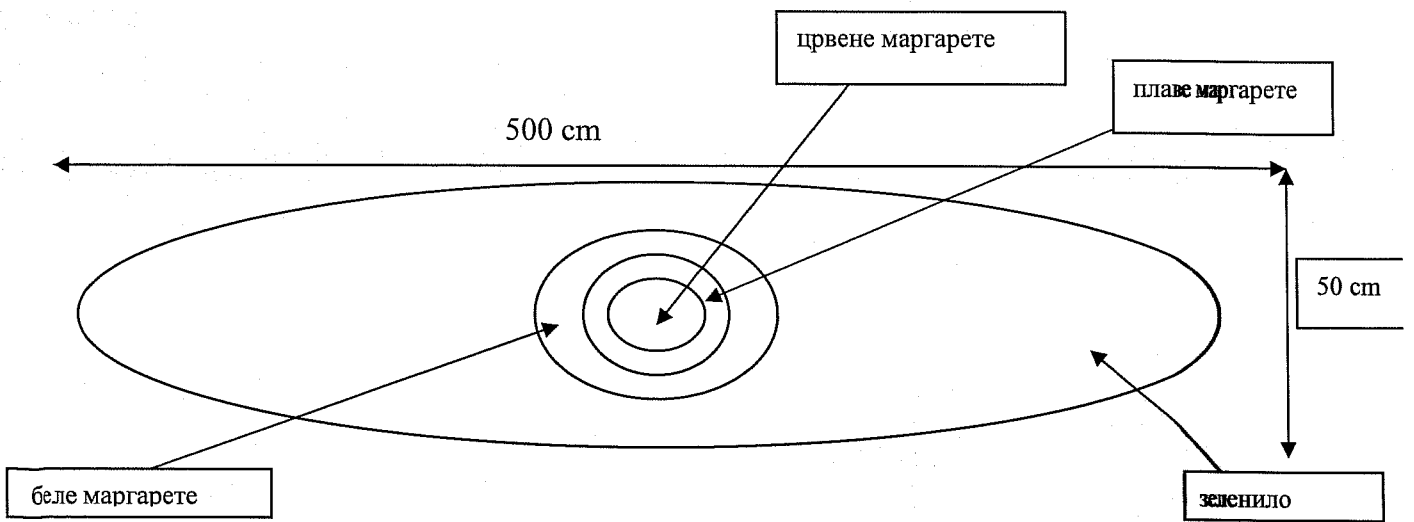 црвене маргарете
плаве маргарете
500 cm
50 cm
беле маргарете
зеленило